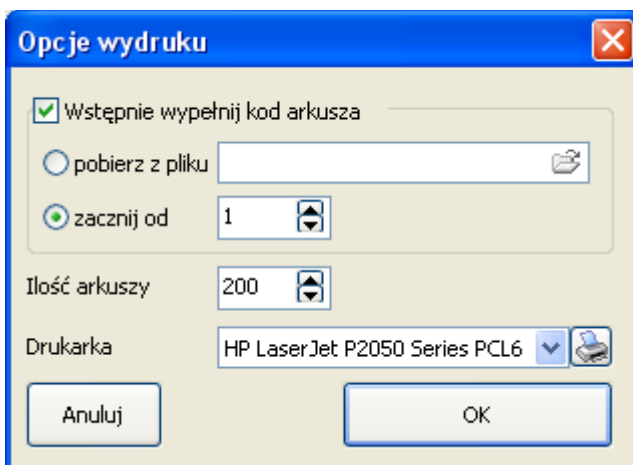 Opcje wydruku
Wstępnie wypełnij kod arkusza
pobierz z pliku
zacznij od 1
Ilość arkuszy 200
Drukarka HP LaserJet P2050 Series PCL6
Anuluj OK